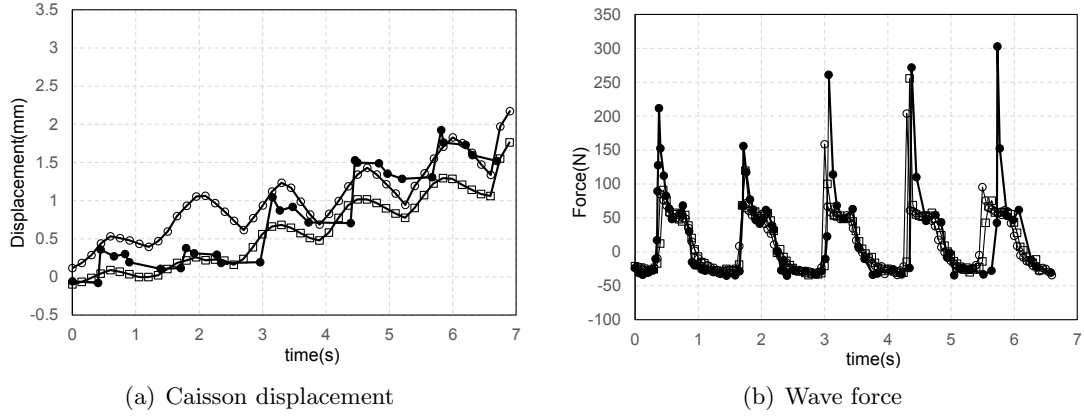 3.5
3
2.5
2
1.5
1
0.5
0
-0.5
Displacement(mm)
0 1 2 3 4 5 6 7
time(s)
(a) Caisson displacement
350
300
250
200
150
100
50
0
-50
-100
Force(N)
0 1 2 3 4 5 6 7
time(s)
(b) Wave force